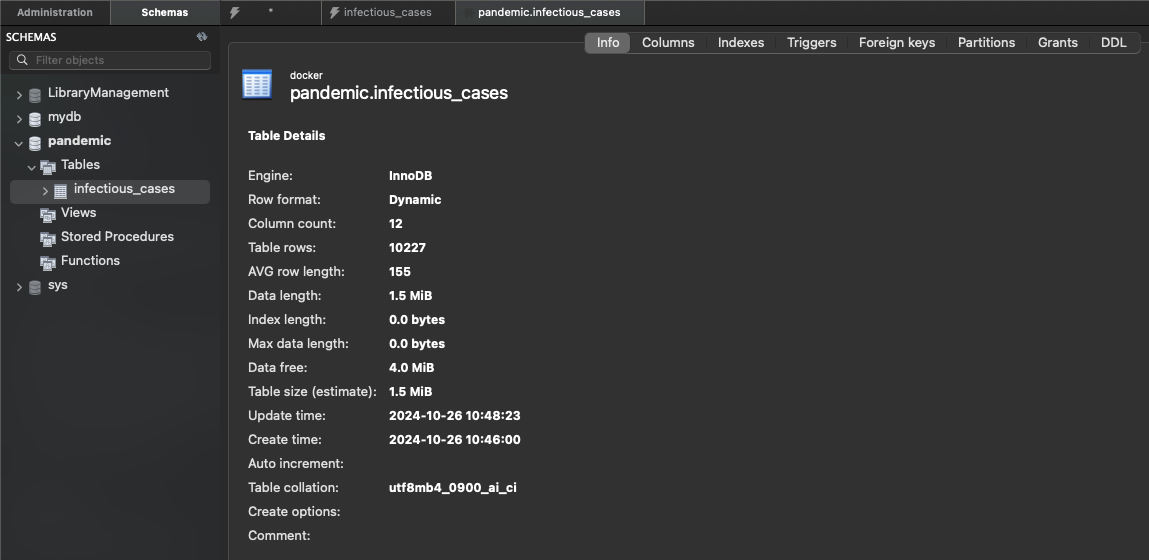 Administration Schemas * infectious_cases pandemic.infectious_cases
SCHEMAS
Filter objects
LibraryManagement
mydb
pandemic
Tables
infectious_cases
Views
Stored Procedures
Functions
sys
Info Columns Indexes Triggers Foreign keys Partitions Grants DDL
docker
pandemic.infectious_cases
Table Details
Engine: InnoDB
Row format: Dynamic
Column count: 12
Table rows: 10227
AVG row length: 155
Data length: 1.5 MiB
Index length: 0.0 bytes
Max data length: 0.0 bytes
Data free: 4.0 MiB
Table size (estimate): 1.5 MiB
Update time: 2024-10-26 10:48:23
Create time: 2024-10-26 10:46:00
Auto increment:
Table collation: utf8mb4_0900_ai_ci
Create options:
Comment: